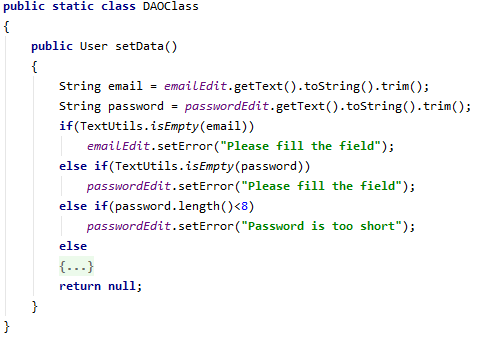 public static class DAOClass
{
    public User setData()
    {
        String email = emailEdit.getText().toString().trim();
        String password = passwordEdit.getText().toString().trim();
        if(TextUtils.isEmpty(email))
            emailEdit.setError("Please fill the field");
        else if(TextUtils.isEmpty(password))
            passwordEdit.setError("Please fill the field");
        else if(password.length()<8)
            passwordEdit.setError("Password is too short");
        else
        {...}
        return null;
    }
}